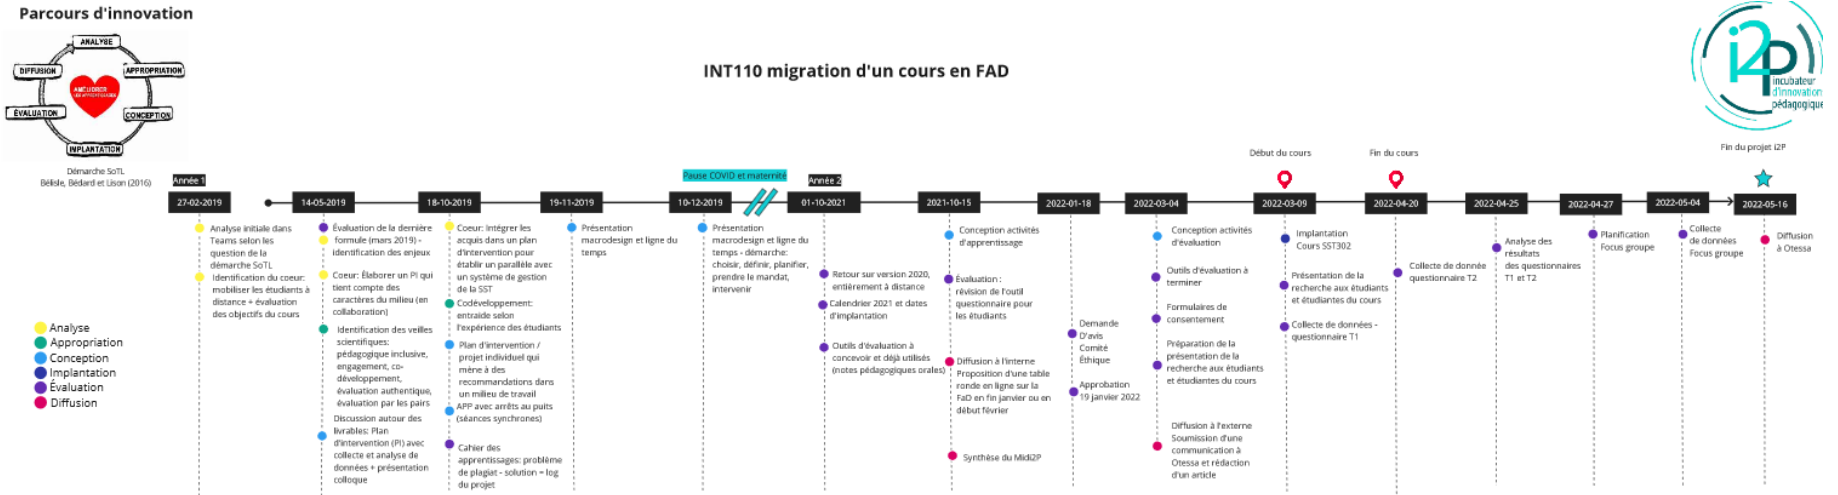 Parcours d'innovation
ANALYSE
DIFFUSION
APPROPRIATION
AMÉLIORER
LES APPRENTISSAGES
ÉVALUATION
CONCEPTION
IMPLANTATION
Démarche SoTL
Bélisle, Bédard et Lison (2016)
INT110 migration d'un cours en FAD
i2P
incubateur
d'innovation
pédagogique
Fin du projet i2P
Début du cours
Fin du cours
Pause COVID et maternité
Année 1
Année 2
27-02-2019
14-05-2019
18-10-2019
19-11-2019
10-12-2019
01-10-2021
2021-10-15
2022-01-18
2022-03-04
2022-03-09
2022-04-20
2022-04-25
2022-04-27
2022-05-04
2022-05-16
Analyse initiale dans
Teams selon les
question de la
démarche SoTL
Identification du coeur:
mobiliser les étudiants à
distance + évaluation
des objectifs du cours
Évaluation de la dernière
formule (mars 2019) -
identification des enjeux
Coeur: Élaborer un PI qui
tient compte des
caractères du milieu (en
collaboration)
Identification des veilles
scientifiques:
pédagogique inclusive,
engagement, co-
développement,
évaluation authentique,
évaluation par les pairs
Discussion autour des
livrables: Plan
d'intervention (PI) avec
collecte et analyse de
données + présentation
colloque
Coeur: Intégrer les
acquis dans un plan
d'intervention pour
établir un parallèle avec
un système de gestion
de la SST
Codéveloppement:
entraide selon
l'expérience des étudiants
Plan d'intervention /
projet individuel qui
mène à des
recommandations dans
un milieu de travail
APP avec arrêts au puits
(séances synchrones)
Cahier des
apprentissages: problème
de plagiat - solution = log
du projet
Présentation
macrodesign et ligne du
temps
Présentation
macrodesign et ligne du
temps - démarche:
choisir, définir, planifier,
prendre le mandat,
intervenir
Retour sur version 2020,
entièrement à distance
Calendrier 2021 et dates
d'implantation
Outils d'évaluation à
concevoir et déjà utilisés
(notes pédagogiques orales)
Conception activités
d'apprentissage
Évaluation :
révision de l'outil
questionnaire pour
les étudiants
Diffusion à l'interne
Proposition d'une table
ronde en ligne sur la
FaD en fin janvier ou en
début février
Synthèse du Midi2P
Demande
D'avis
Comité
Éthique
Approbation
19 janvier 2022
Conception activités
d'évaluation
Outils d'évaluation à
terminer
Formulaires de
consentement
Préparation de la
présentation de la
recherche aux étudiants
et étudiantes du cours
Diffusion à l'externe
Soumission d'une
communication à
Otessa et rédaction
d'un article
Implantation
Cours SST302
Présentation de la
recherche aux étudiants
et étudiantes du cours
Collecte de données -
questionnaire T1
Collecte de donnée
questionnaire T2
Analyse des
résultats
des questionnaires
T1 et T2
Planification
Focus groupe
Collecte
de données
Focus groupe
Diffusion
à Otessa
Analyse
Appropriation
Conception
Implantation
Évaluation
Diffusion